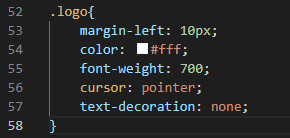 52 .logo{
53 margin-left: 10px;
54 color: #fff;
55 font-weight: 700;
56 cursor: pointer;
57 text-decoration: none;
58 }